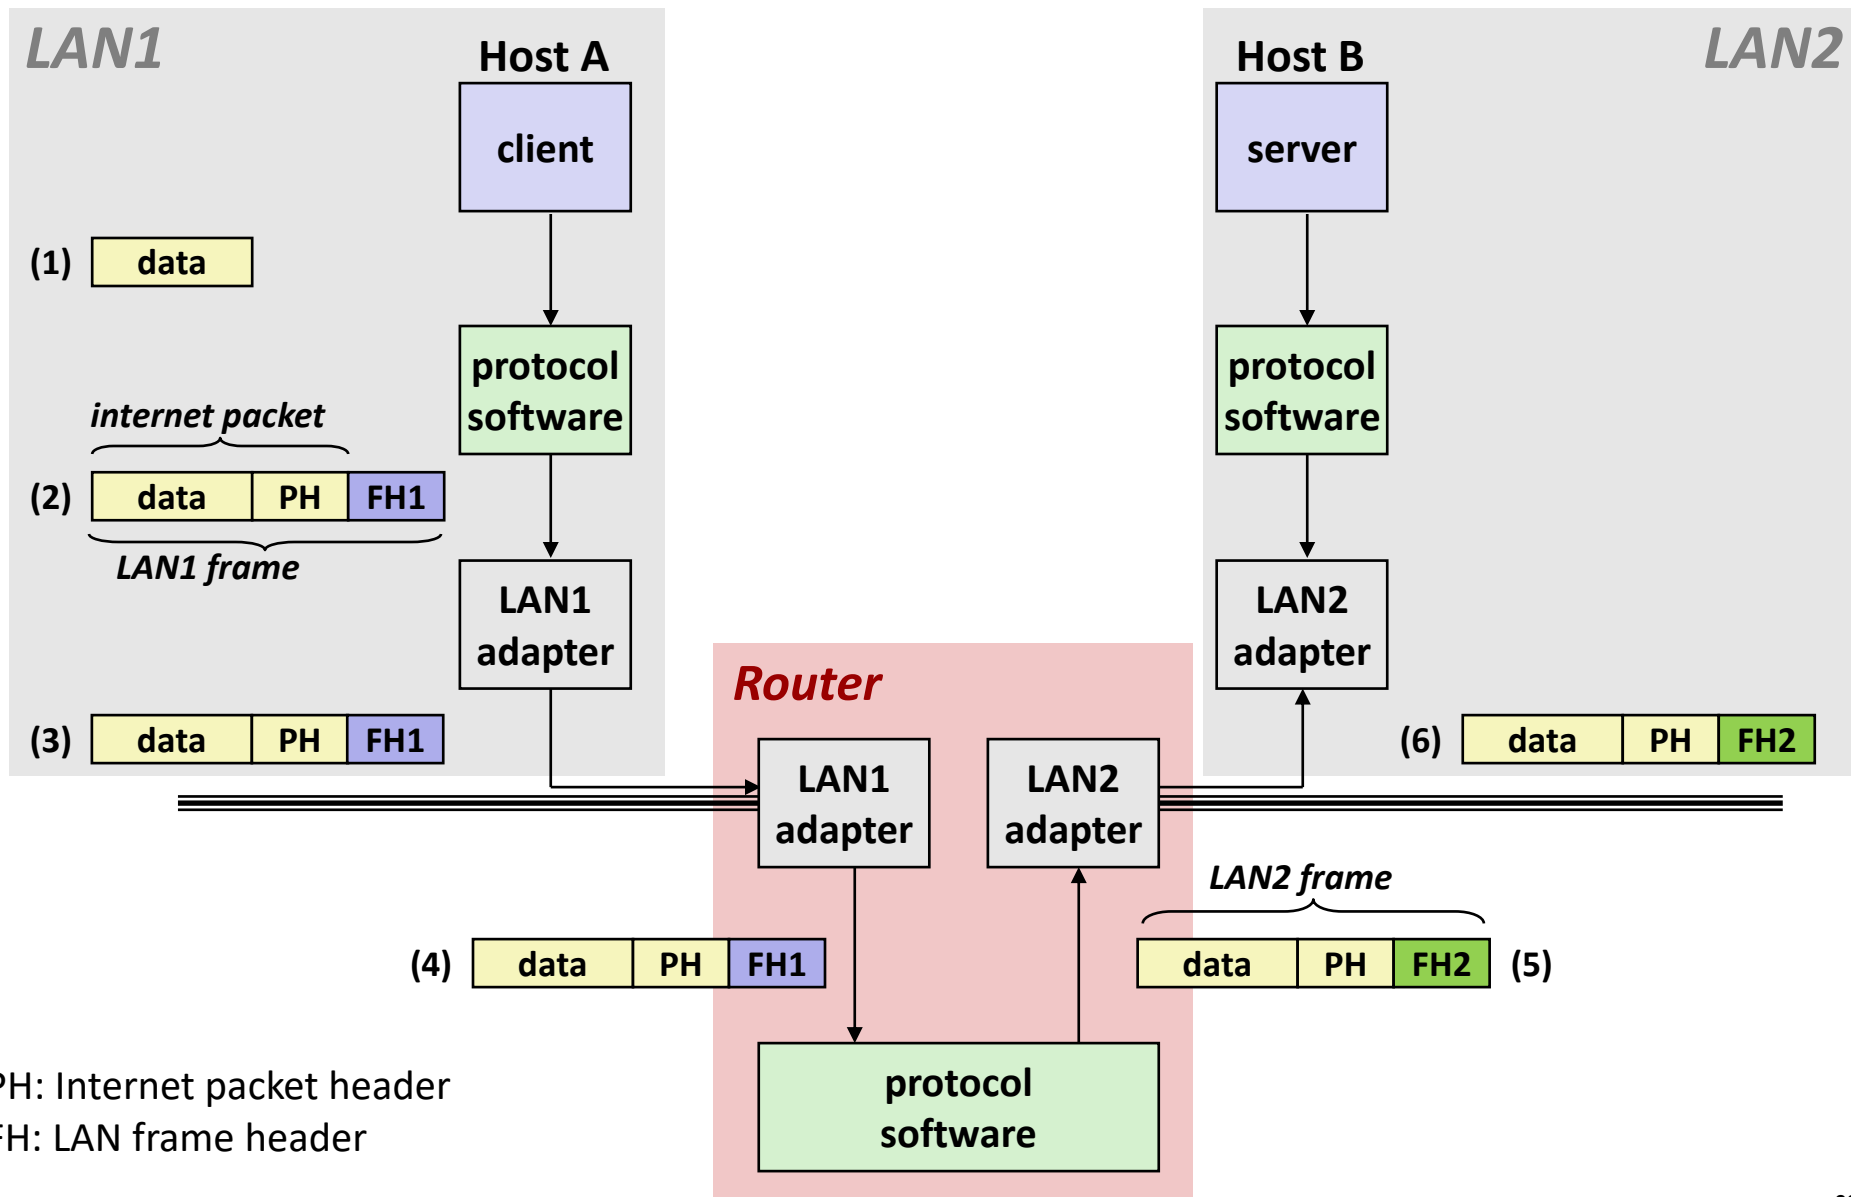 LAN1
Host A
Host B
LAN2
client
server
(1) data
protocol
software
protocol
software
internet packet
(2) data PH FH1
LAN1 frame
LAN1
adapter
LAN2
adapter
Router
(3) data PH FH1
(6) data PH FH2
LAN1
adapter
LAN2
adapter
LAN2 frame
(4) data PH FH1
data PH FH2 (5)
protocol
software
PH: Internet packet header
FH: LAN frame header